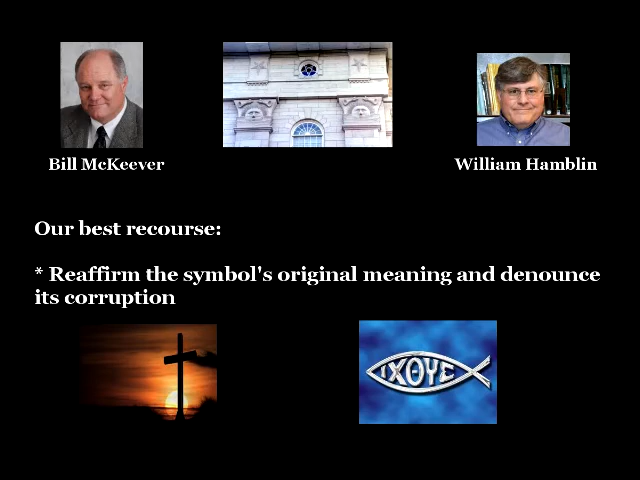 Bill McKeever
William Hamblin
Our best recourse:
* Reaffirm the symbol's original meaning and denounce
its corruption
ΙΧΘΥΣ